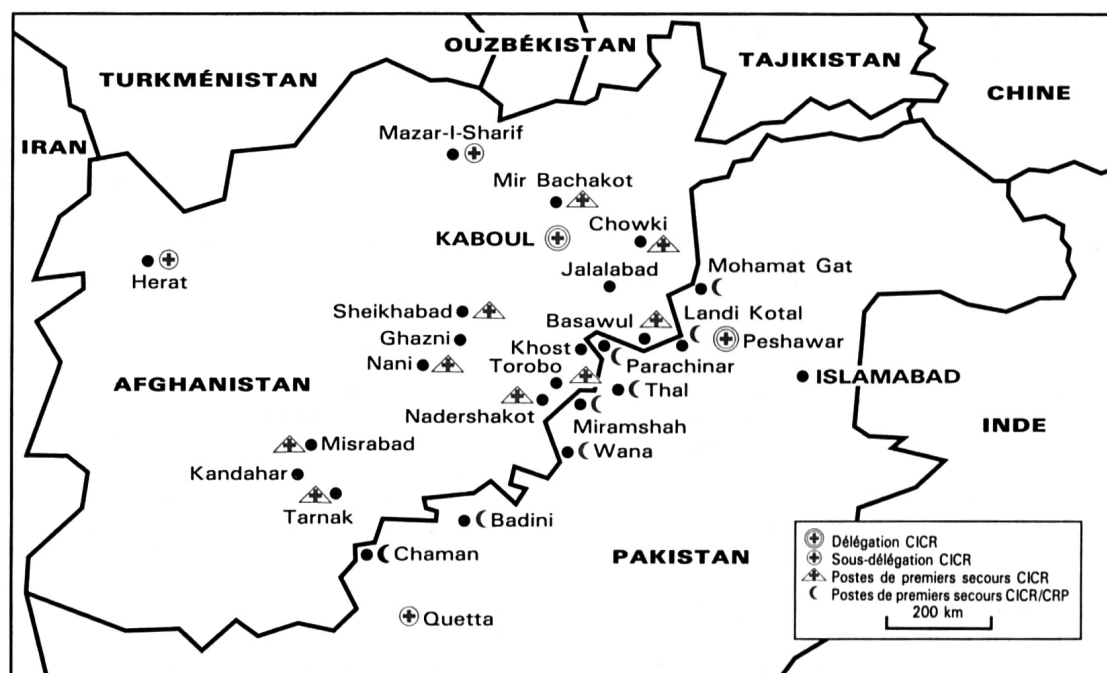 OUZBÉKISTAN
TAJIKISTAN
TURKMÉNISTAN
CHINE
IRAN
Mazar-I-Sharif
Mir Bachakot
Chowki
KABOUL
Herat
Jalalabad
Mohamat Gat
Sheikhabad
Basawul
Landi Kotal
Ghazni
Khost
Peshawar
Nani
Torobo
Parachinar
AFGHANISTAN
Thal
ISLAMABAD
Nadershakot
Miramshah
INDE
Misrabad
Wana
Kandahar
Tarnak
Badini
Chaman
PAKISTAN
Quetta
Délégation CICR
Sous-délégation CICR
Postes de premiers secours CICR
Postes de premiers secours CICR/CRP
200 km